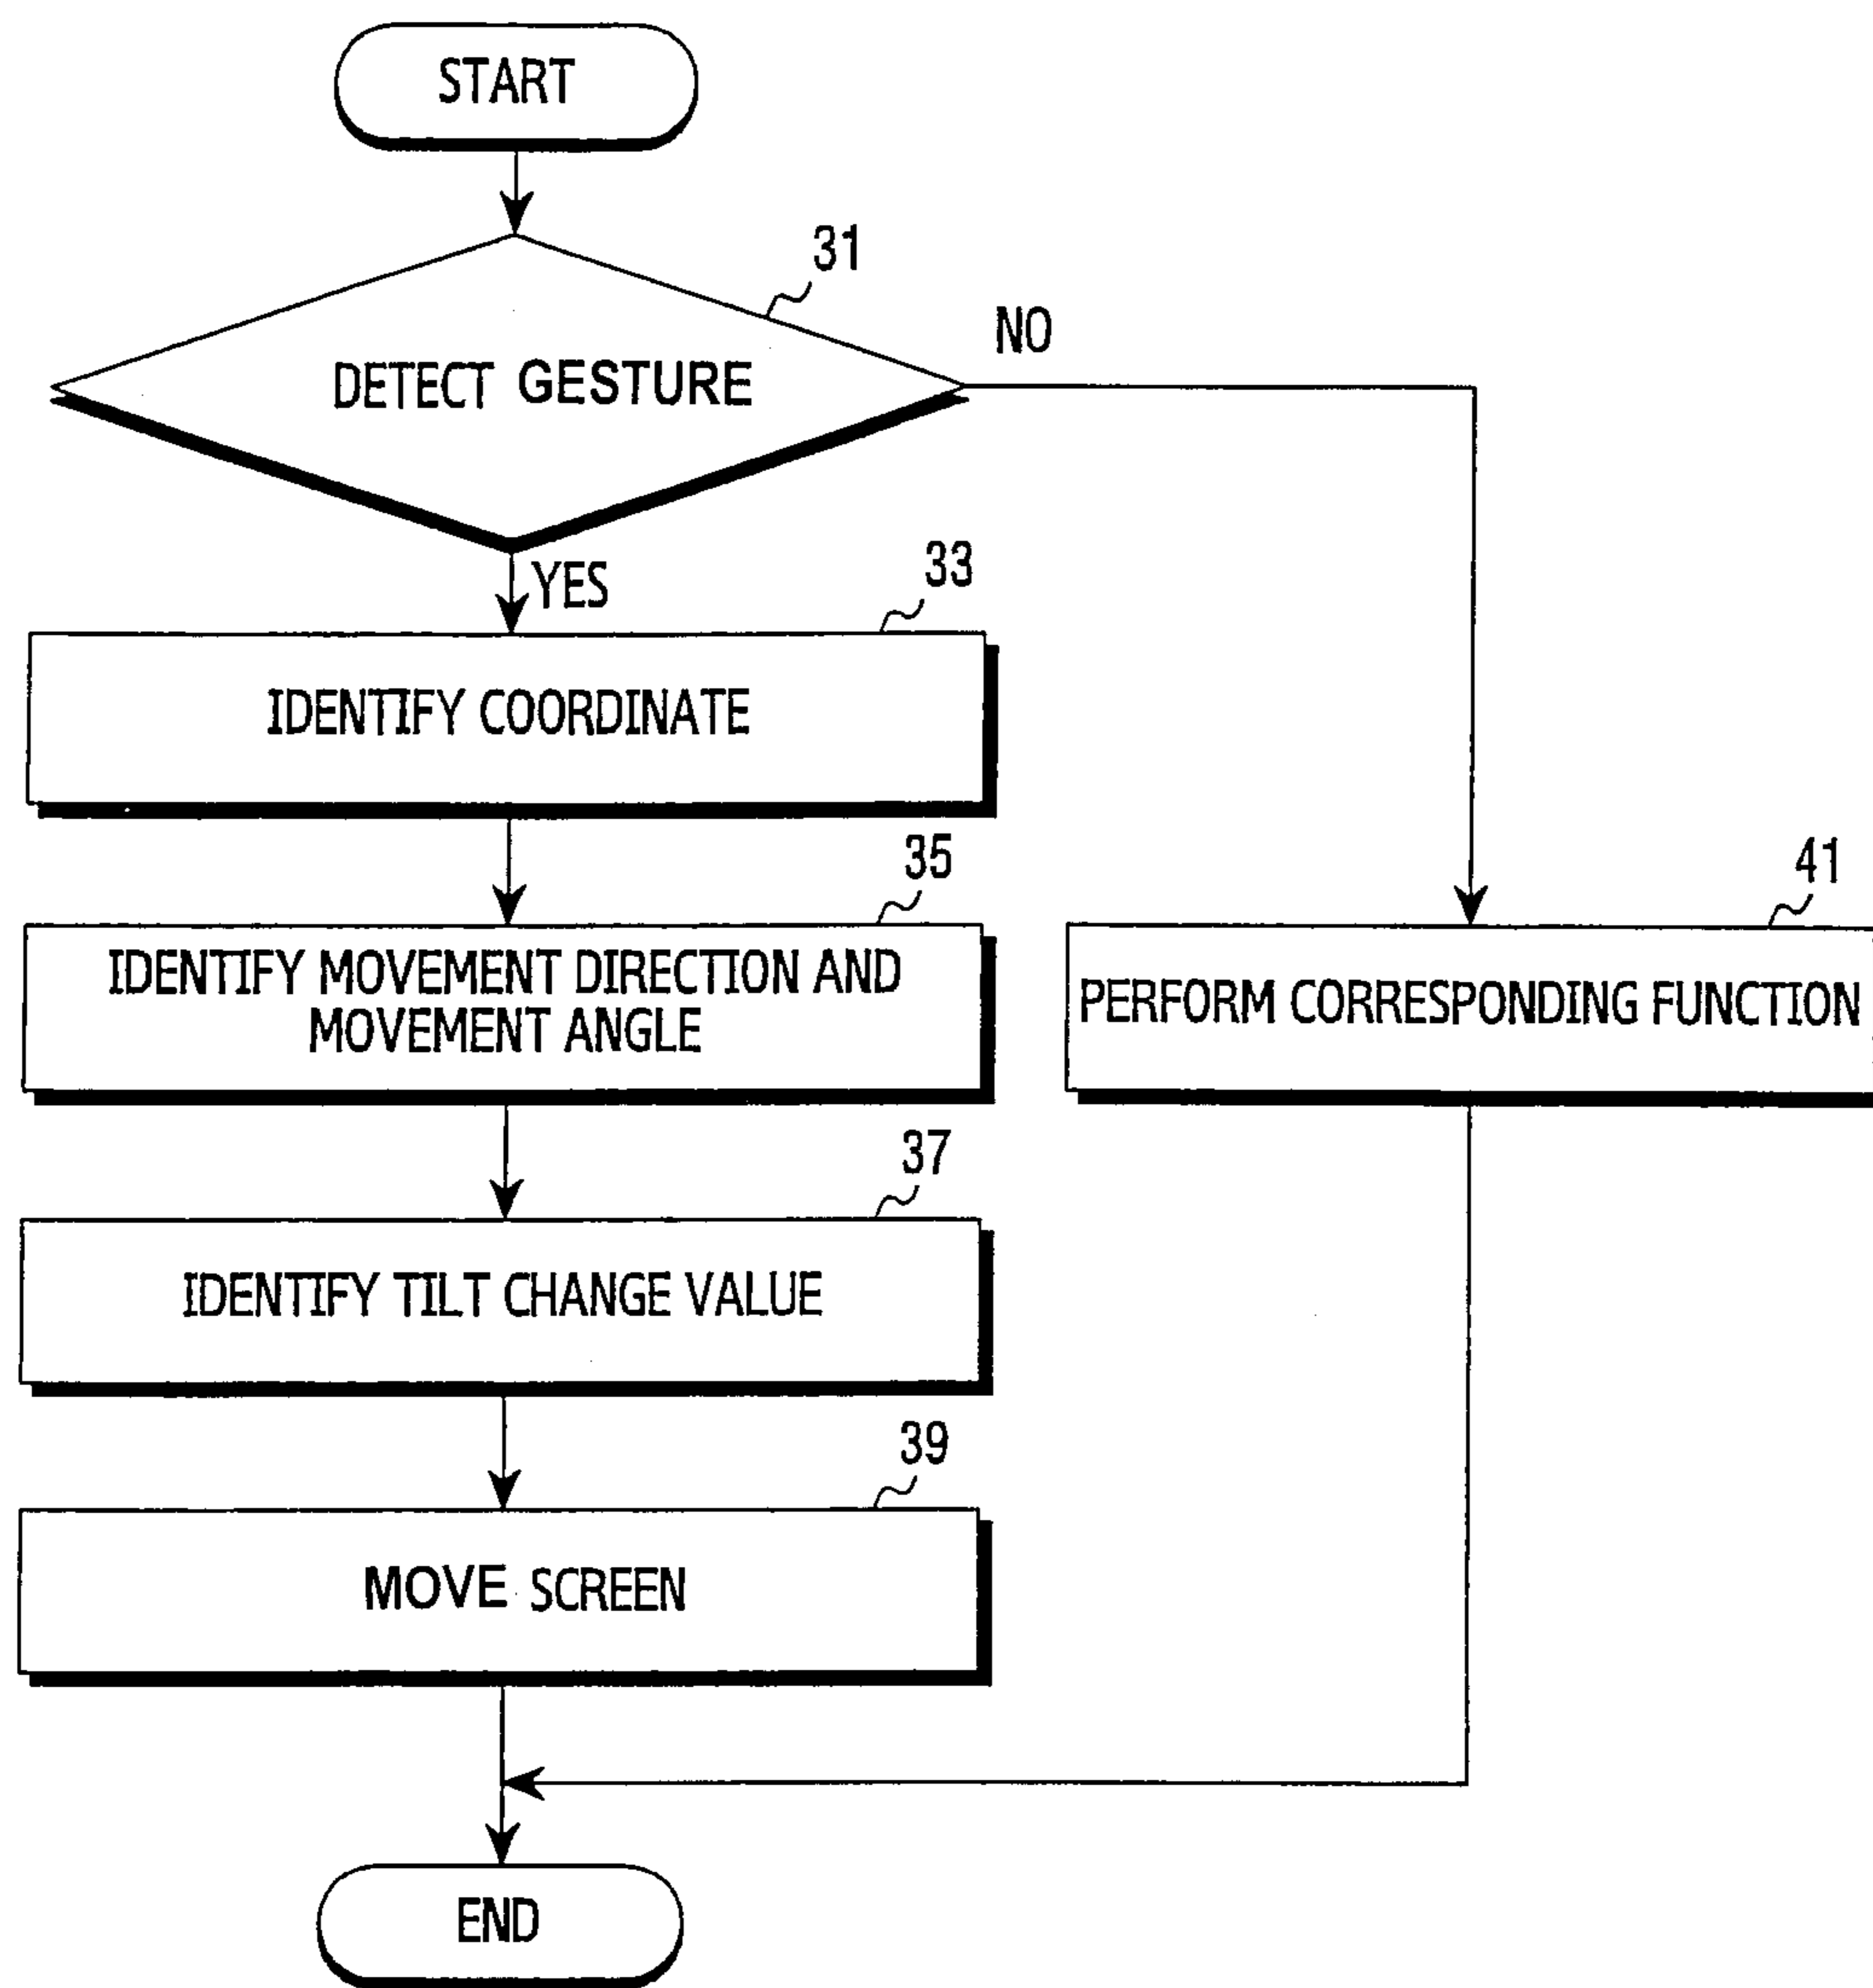 START
31
NO
DETECT GESTURE
YES
33
IDENTIFY COORDINATE
35
IDENTIFY MOVEMENT DIRECTION AND
MOVEMENT ANGLE
41
PERFORM CORRESPONDING FUNCTION
37
IDENTIFY TILT CHANGE VALUE
39
MOVE SCREEN
END